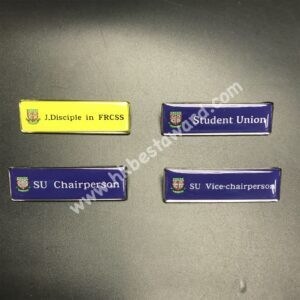 J.Disciple in FRCSS
Student Union
SU Chairperson
SU Vice-chairperson
www.hkbestaward.com